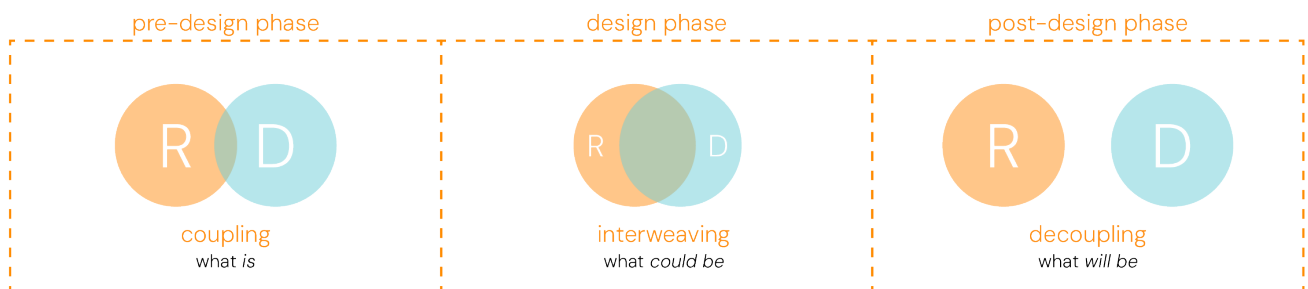 pre-design phase
design phase
post-design phase
R D
R D
R D
coupling
what is
interweaving
what could be
decoupling
what will be